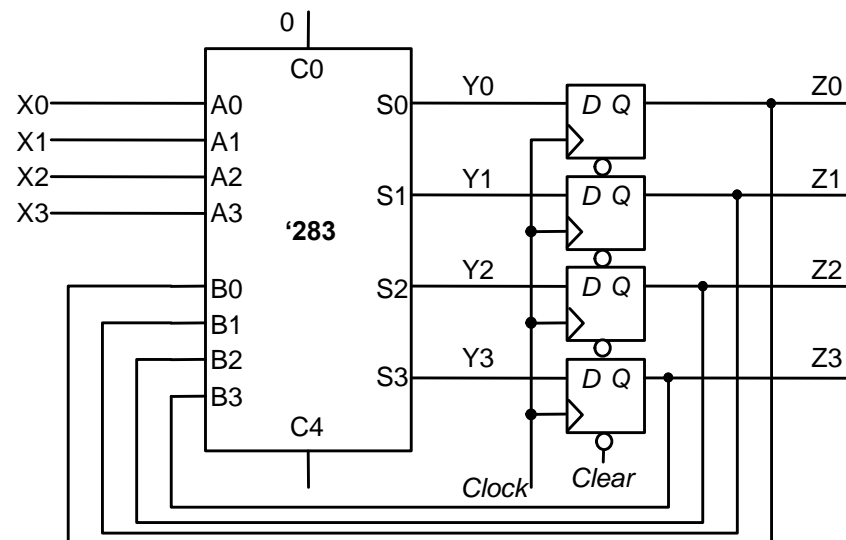 0
C0
X0 A0 S0 Y0 D Q Z0
X1 A1
X2 A2
X3 A3
S1 Y1 D Q Z1
‘283
B0 S2 Y2 D Q Z2
B1
B2
B3 S3 Y3 D Q Z3
C4
Clock Clear